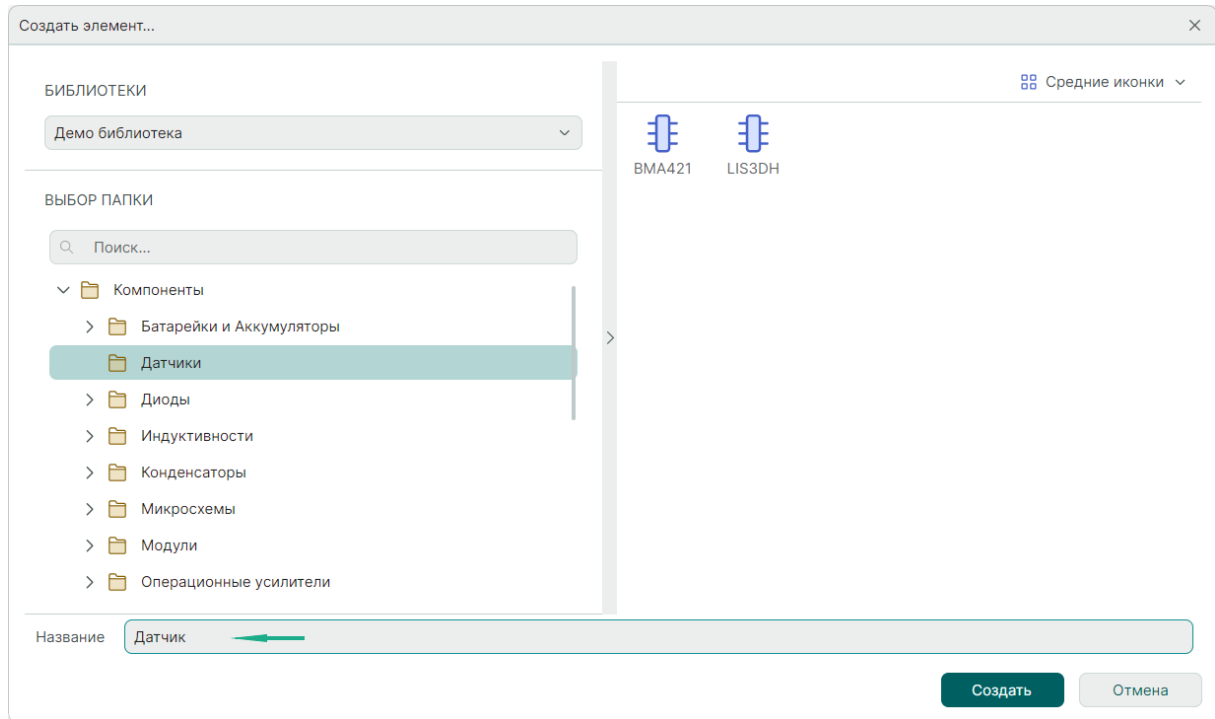 Создать элемент...
БИБЛИОТЕКИ
Демо библиотека
ВЫБОР ПАПКИ
Поиск...
Компоненты
Батарейки и Аккумуляторы
Датчики
Диоды
Индуктивности
Конденсаторы
Микросхемы
Модули
Операционные усилители
Средние иконки
BMA421 LIS3DH
Название Датчик
Создать Отмена